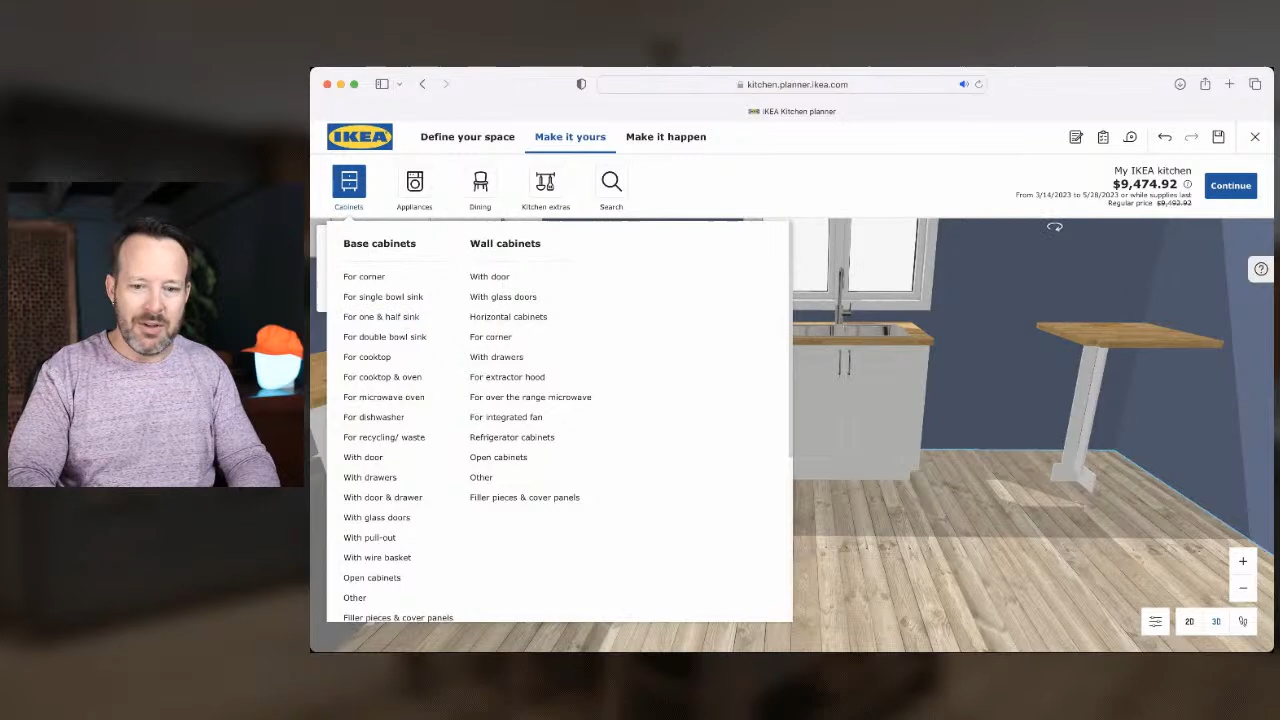 kitchen.planner.ikea.com
IKEA Kitchen planner
IKEA
Define your space
Make it yours
Make it happen
Cabinets
Appliances
Dining
Kitchen extras
Search
My IKEA kitchen
$9,474.92
From 3/14/2023 to 5/28/2023 or while supplies last
Regular price $9,492.92
Continue
Base cabinets
For corner
For single bowl sink
For one & half sink
For double bowl sink
For cooktop
For cooktop & oven
For microwave oven
For dishwasher
For recycling/ waste
With door
With drawers
With door & drawer
With glass doors
With pull-out
With wire basket
Open cabinets
Other
Filler pieces & cover panels
Wall cabinets
With door
With glass doors
Horizontal cabinets
For corner
With drawers
For extractor hood
For over the range microwave
For integrated fan
Refrigerator cabinets
Open cabinets
Other
Filler pieces & cover panels
2D
3D